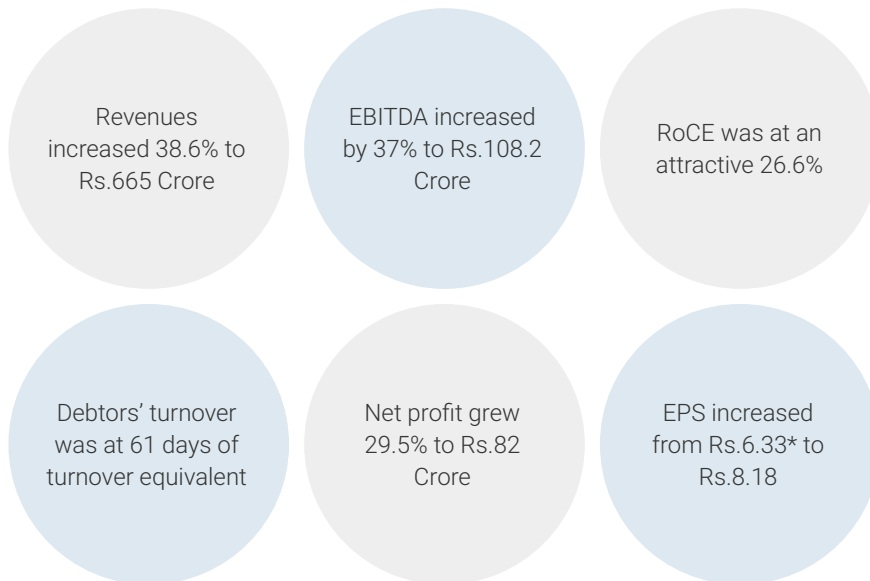 Revenues
increased 38.6% to
Rs.665 Crore
EBITDA increased
by 37% to Rs.108.2
Crore
RoCE was at an
attractive 26.6%
Debtors’ turnover
was at 61 days of
turnover equivalent
Net profit grew
29.5% to Rs.82
Crore
EPS increased
from Rs.6.33* to
Rs.8.18